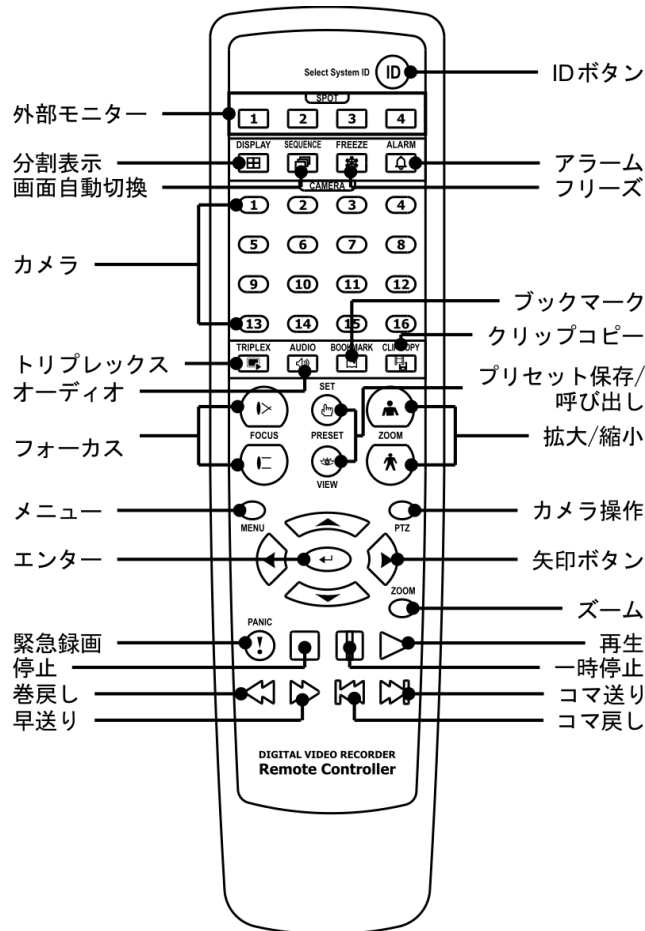 Select System ID
ID
IDボタン
外部モニター
SPOT
1 2 3 4
DISPLAY SEQUENCE FREEZE ALARM
分割表示
アラーム
画面自動切換
フリーズ
CAMERA
1 2 3 4
5 6 7 8
カメラ
9 10 11 12
ブックマーク
13 14 15 16
クリップコピー
TRIPLEX AUDIO BOOKMARK CLIP COPY
トリプレックス
オーディオ
プリセット保存/
呼び出し
SET
FOCUS PRESET ZOOM
フォーカス
拡大/縮小
VIEW
メニュー
カメラ操作
MENU
PTZ
エンター
矢印ボタン
ZOOM
ズーム
PANIC
!
緊急録画
再生
停止
一時停止
巻戻し
コマ送り
早送り
コマ戻し
DIGITAL VIDEO RECORDER
Remote Controller